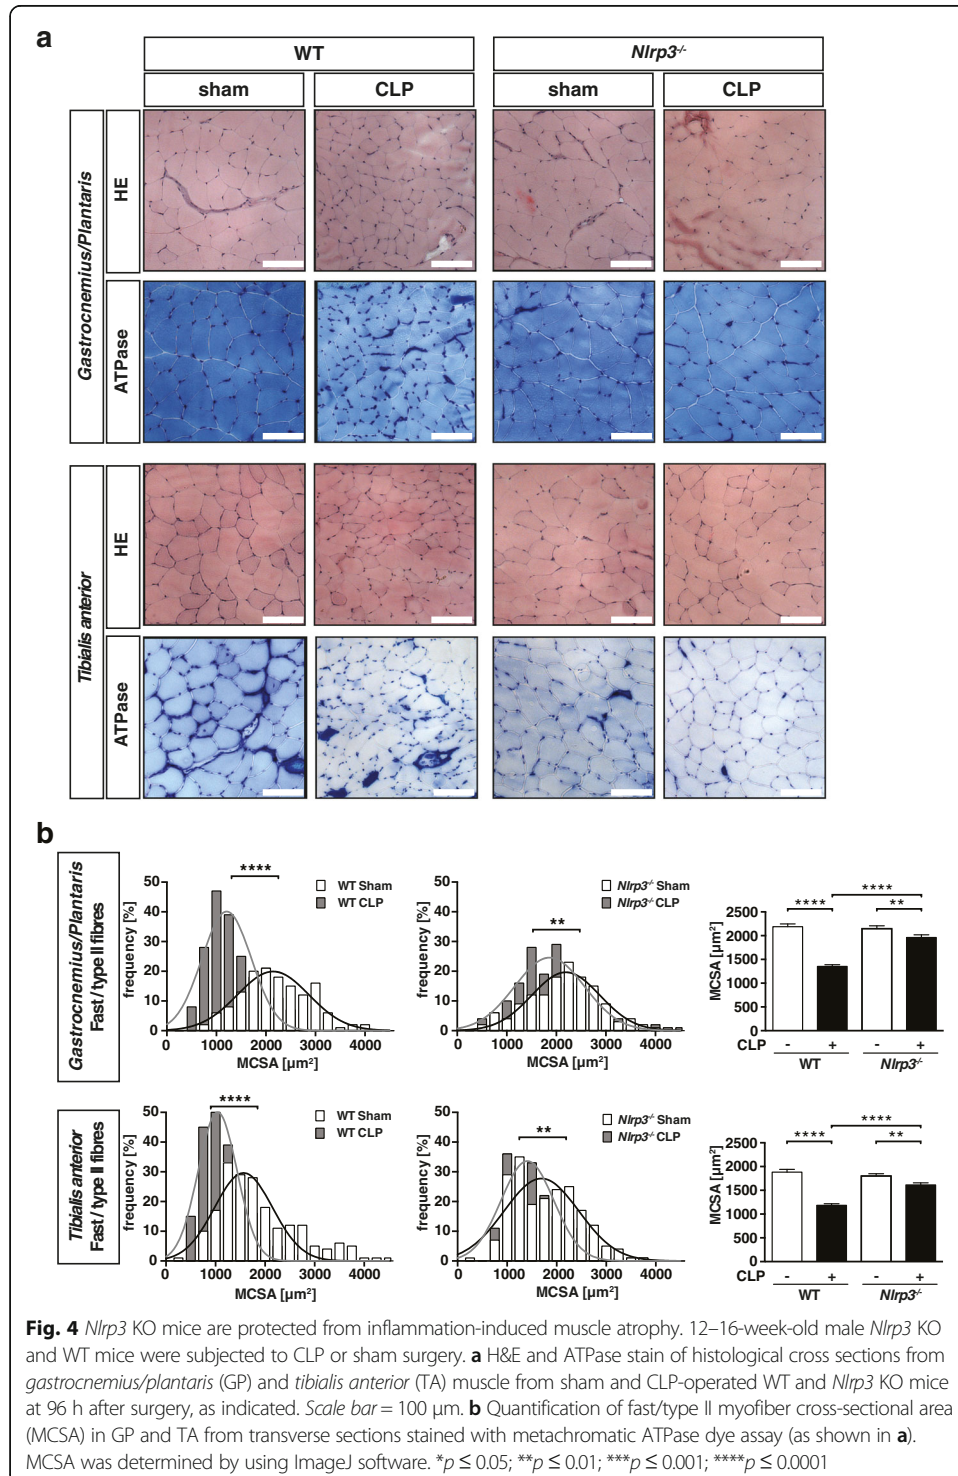 a
WT
Nlrp3-/-
sham
CLP
sham
CLP
Gastrocnemius/Plantaris
HE
ATPase
Tibialis anterior
HE
ATPase
b
Gastrocnemius/Plantaris
Fast / type II fibres
frequency [%]
50
40
30
20
10
0
****
WT Sham
WT CLP
0 1000 2000 3000 4000
MCSA [µm²]
frequency [%]
50
40
30
20
10
0
**
Nlrp3-/- Sham
Nlrp3-/- CLP
0 1000 2000 3000 4000
MCSA [µm²]
****
**** **
MCSA [µm²]
2500
2000
1500
1000
500
0
CLP - + - +
WT Nlrp3-/-
Tibialis anterior
Fast / type II fibres
frequency [%]
50
40
30
20
10
0
****
WT Sham
WT CLP
0 1000 2000 3000 4000
MCSA [µm²]
frequency [%]
50
40
30
20
10
0
**
Nlrp3-/- Sham
Nlrp3-/- CLP
0 1000 2000 3000 4000
MCSA [µm²]
****
**** **
MCSA [µm²]
2500
2000
1500
1000
500
0
CLP - + - +
WT Nlrp3-/-
Fig. 4 Nlrp3 KO mice are protected from inflammation-induced muscle atrophy. 12–16-week-old male Nlrp3 KO
and WT mice were subjected to CLP or sham surgery. a H&E and ATPase stain of histological cross sections from
gastrocnemius/plantaris (GP) and tibialis anterior (TA) muscle from sham and CLP-operated WT and Nlrp3 KO mice
at 96 h after surgery, as indicated. Scale bar = 100 µm. b Quantification of fast/type II myofiber cross-sectional area
(MCSA) in GP and TA from transverse sections stained with metachromatic ATPase dye assay (as shown in a).
MCSA was determined by using ImageJ software. *p ≤ 0.05; **p ≤ 0.01; ***p ≤ 0.001; ****p ≤ 0.0001